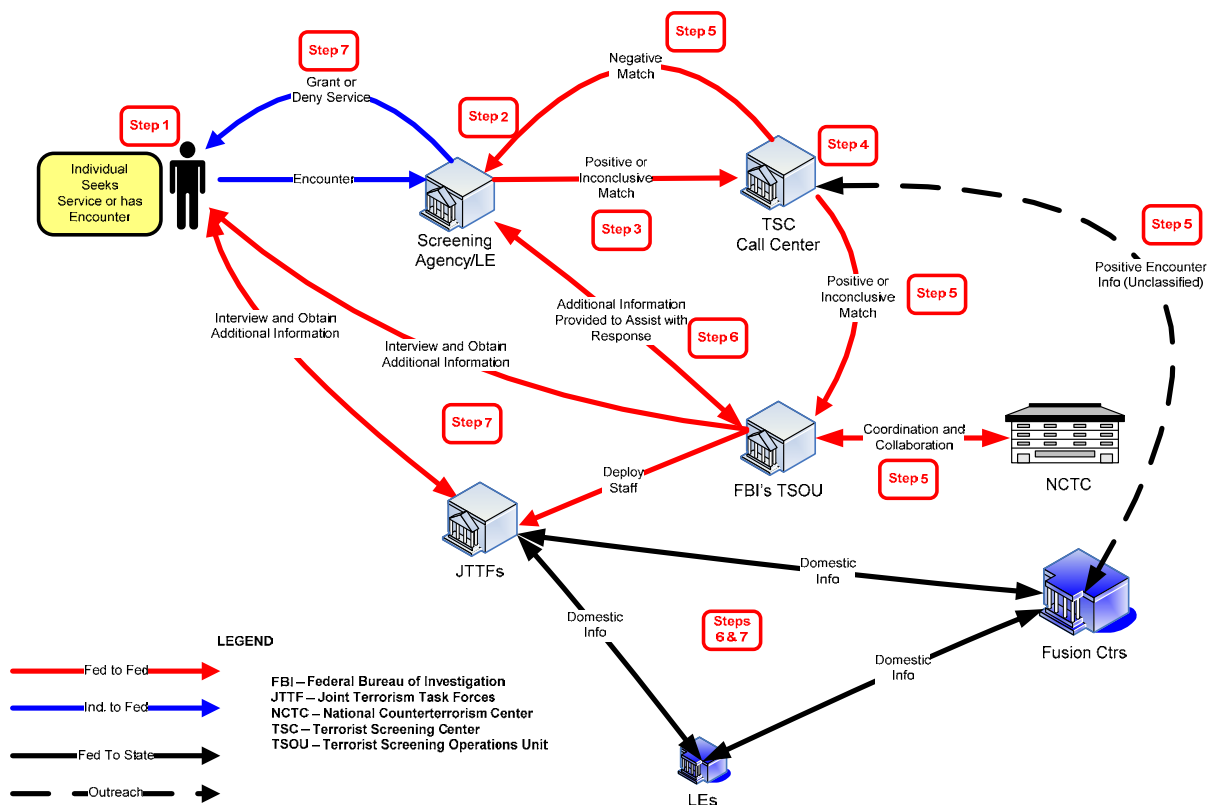 Step 7
Step 5
Grant or
Deny Service
Negative
Match
Step 1
Step 2
Step 4
Individual
Seeks
Service or has
Encounter
Encounter
Positive or
Inconclusive
Match
Step 3
Screening
Agency/LE
TSC
Call Center
Step 5
Positive Encounter
Info (Unclassified)
Positive or
Inconclusive
Match
Step 5
Interview and Obtain
Additional Information
Additional Information
Provided to Assist with
Response
Step 6
Interview and Obtain
Additional Information
Step 7
Coordination and
Collaboration
Step 5
FBI's TSOU
NCTC
Deploy
Staff
JTTFs
Domestic
Info
Domestic
Info
Steps
6 & 7
Fusion Ctrs
Domestic
Info
LEs
LEGEND
Fed to Fed
Ind. to Fed
Fed To State
Outreach
FBI – Federal Bureau of Investigation
JTTF – Joint Terrorism Task Forces
NCTC – National Counterterrorism Center
TSC – Terrorist Screening Center
TSOU – Terrorist Screening Operations Unit